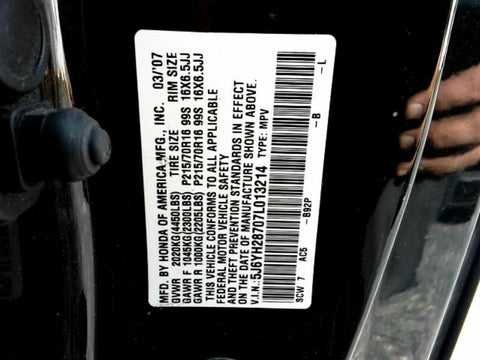 MFD. BY HONDA OF AMERICA MFG., INC. 03/'07
GVWR 2020KG(4450LBS) TIRE SIZE RIM SIZE
GAWR F 1045KG(2300LBS) P215/70R16 99S 16X6.5JJ
GAWR R 1000KG(2205LBS) P215/70R16 99S 16X6.5JJ
THIS VEHICLE CONFORMS TO ALL APPLICABLE
FEDERAL MOTOR VEHICLE SAFETY
AND THEFT PREVENTION STANDARDS IN EFFECT
ON THE DATE OF MANUFACTURE SHOWN ABOVE.
V.I.N.: 5J6YH28707L013214 TYPE: MPV
SCW 7 AC5 -B92P -B -L